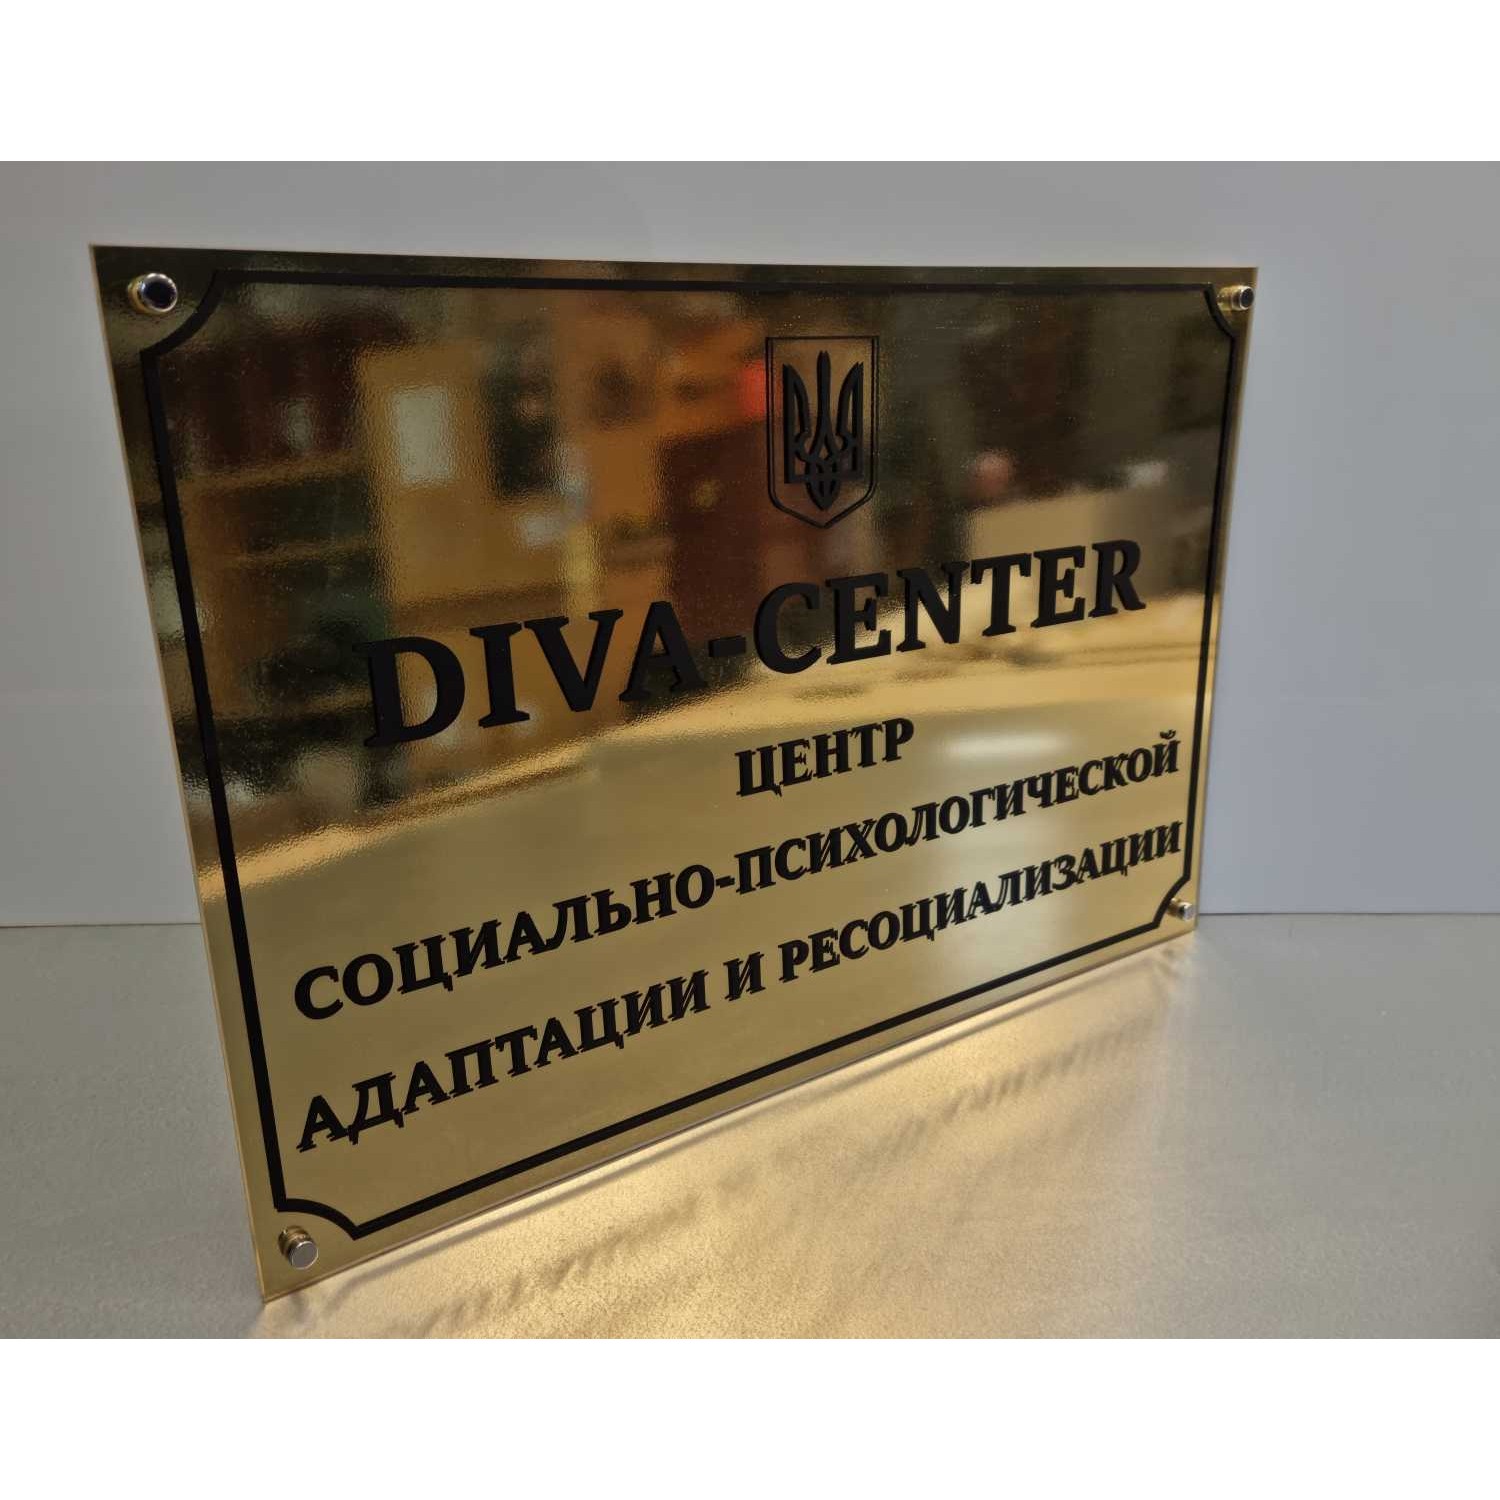 DIVA-CENTER
ЦЕНТР
СОЦИАЛЬНО-ПСИХОЛОГИЧЕСКОЙ
АДАПТАЦИИ И РЕСОЦИАЛИЗАЦИИ